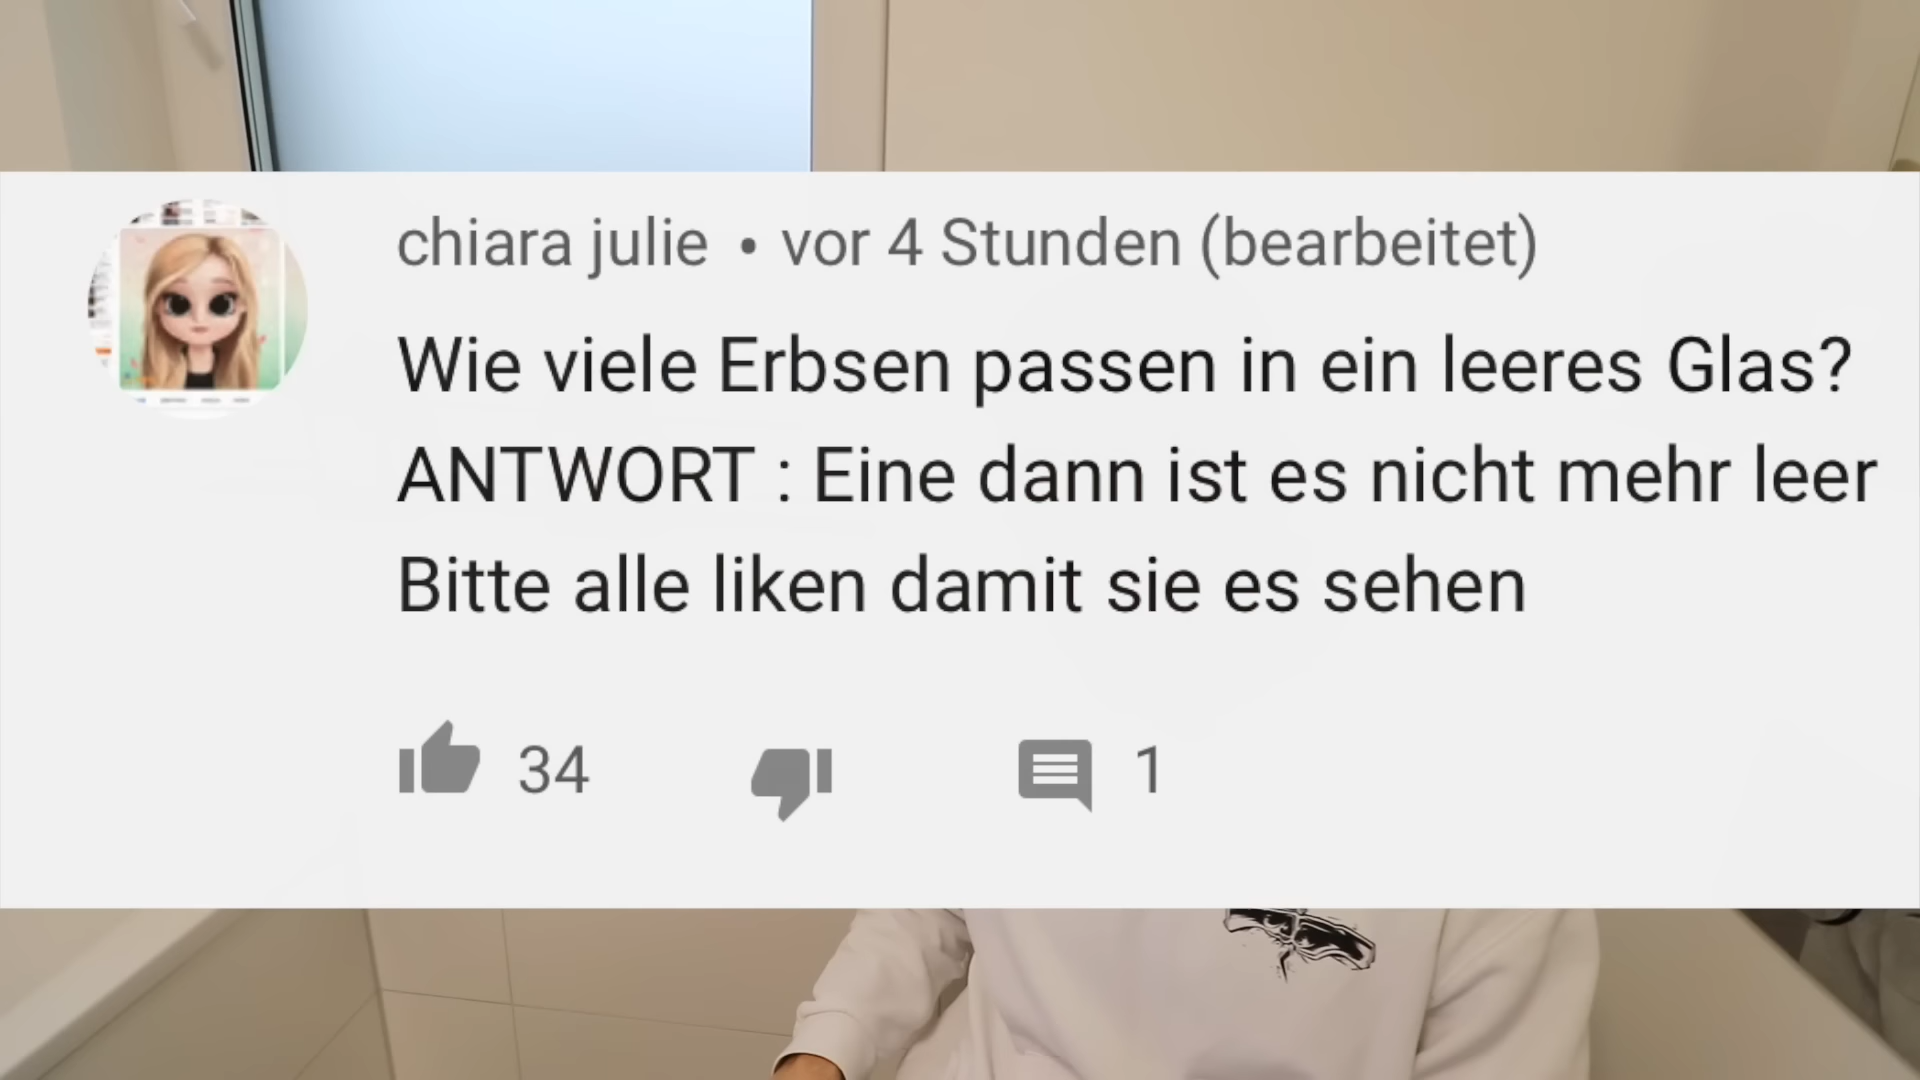 chiara julie • vor 4 Stunden (bearbeitet)
Wie viele Erbsen passen in ein leeres Glas?
ANTWORT : Eine dann ist es nicht mehr leer
Bitte alle liken damit sie es sehen
34
1